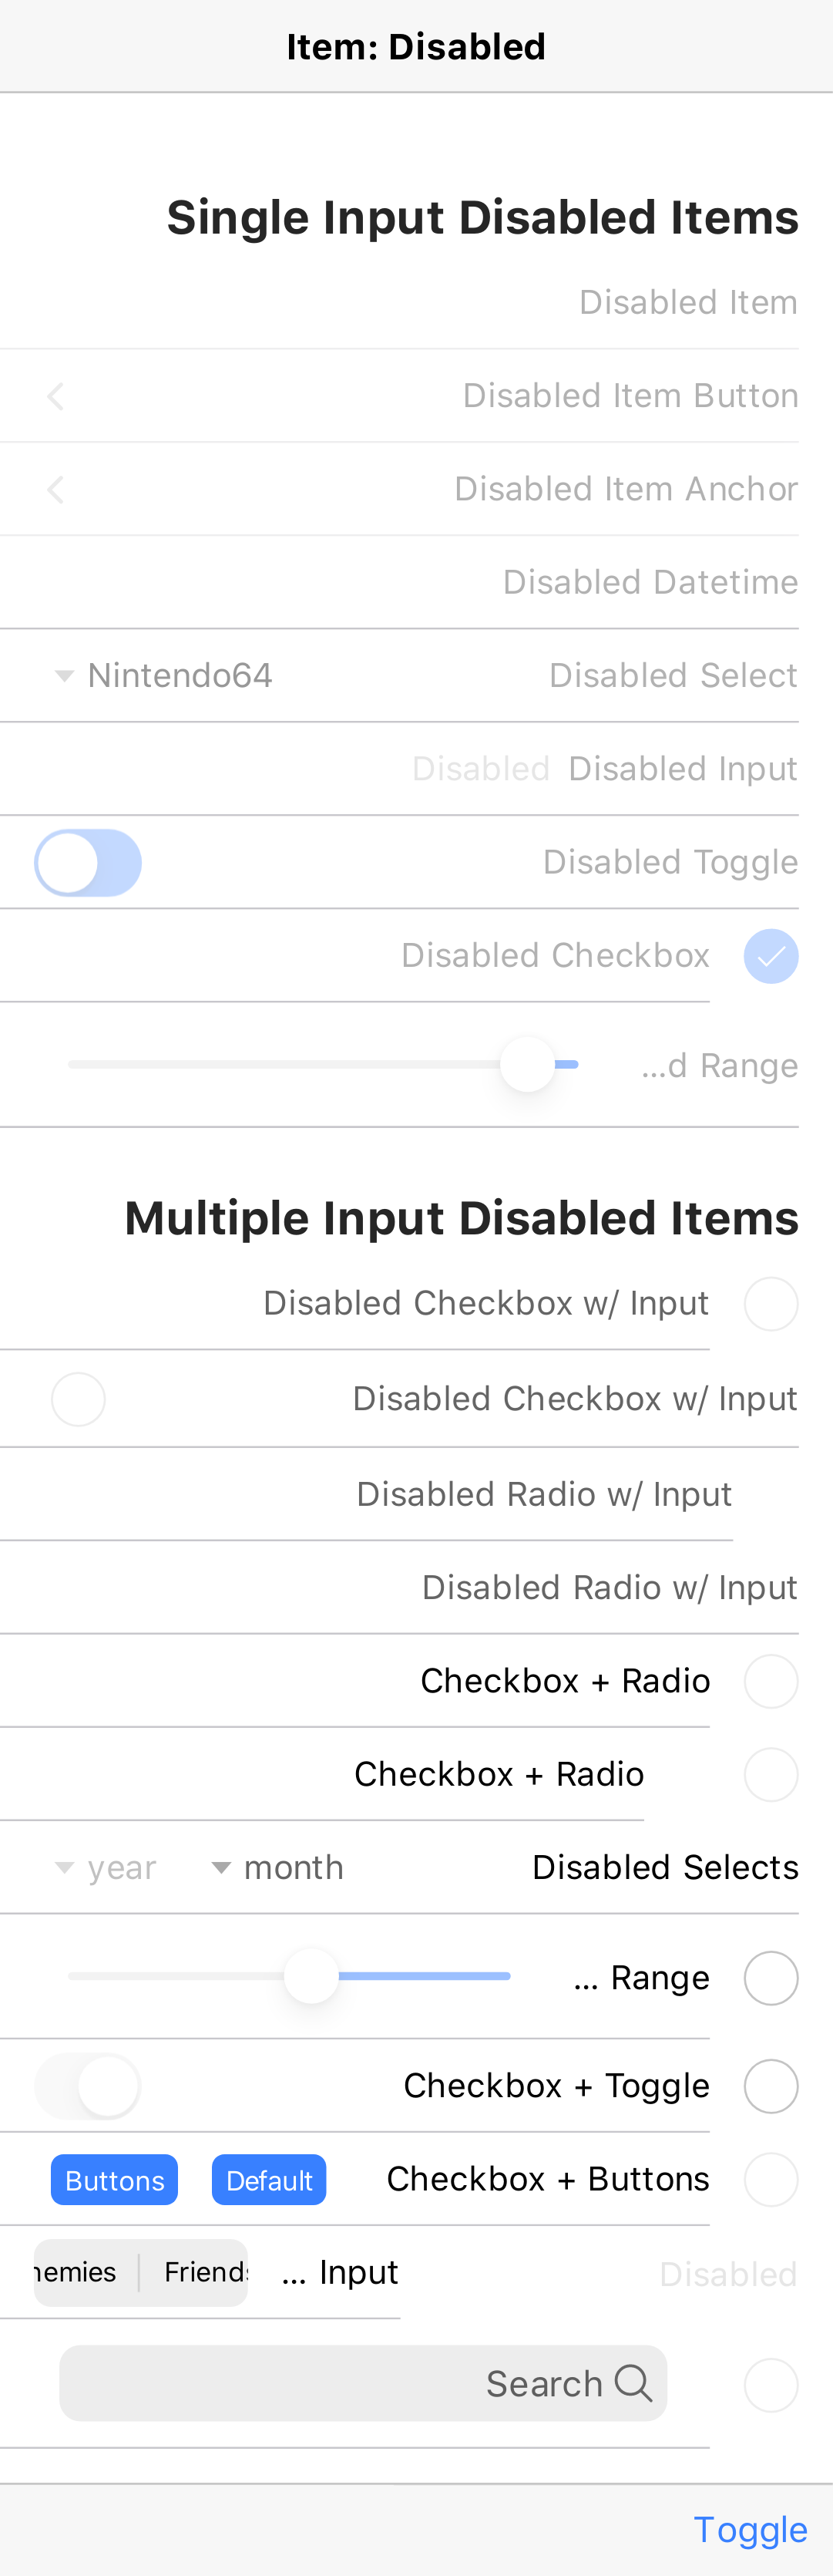 Item: Disabled
Single Input Disabled Items
Disabled Item
Disabled Item Button
Disabled Item Anchor
Disabled Datetime
Disabled Select Nintendo64
Disabled Input Disabled
Disabled Toggle
Disabled Checkbox
...d Range
Multiple Input Disabled Items
Disabled Checkbox w/ Input
Disabled Checkbox w/ Input
Disabled Radio w/ Input
Disabled Radio w/ Input
Checkbox + Radio
Checkbox + Radio
Disabled Selects month year
... Range
Checkbox + Toggle
Checkbox + Buttons Default Buttons
Disabled ... Input Friends nemies
Search
Toggle